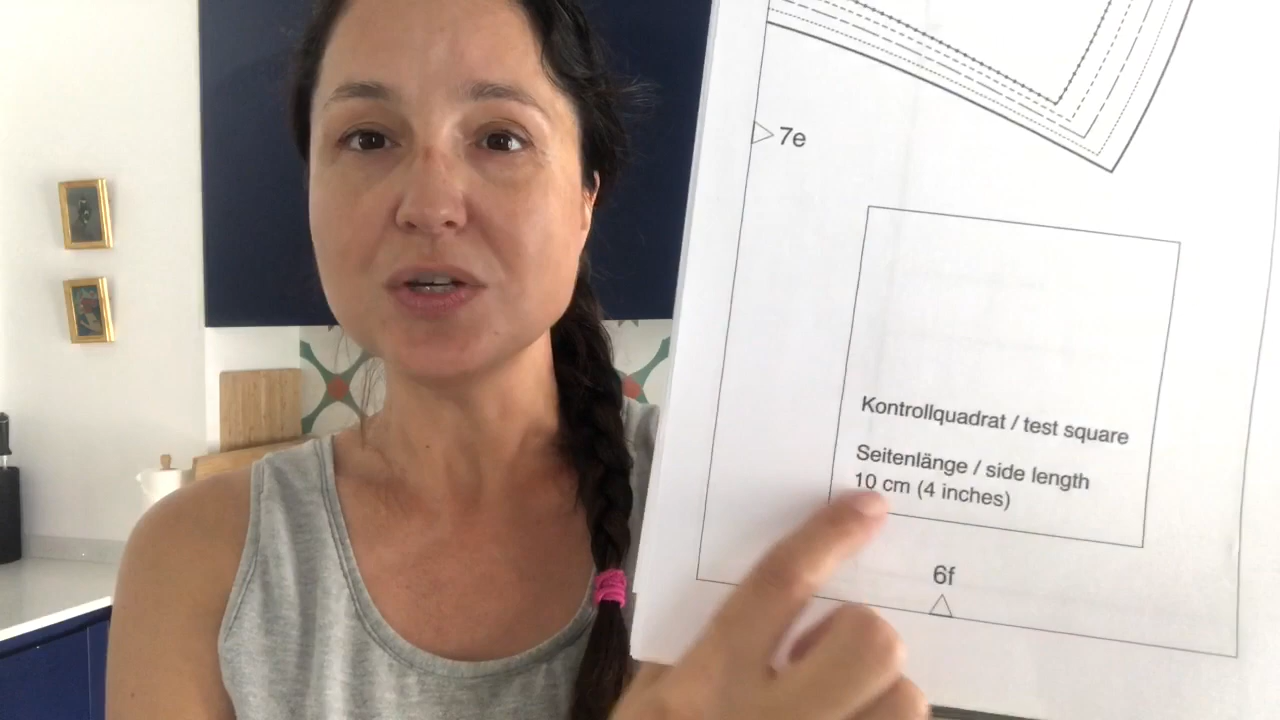 7e
Kontrollquadrat / test square
Seitenlänge / side length
10 cm (4 inches)
6f